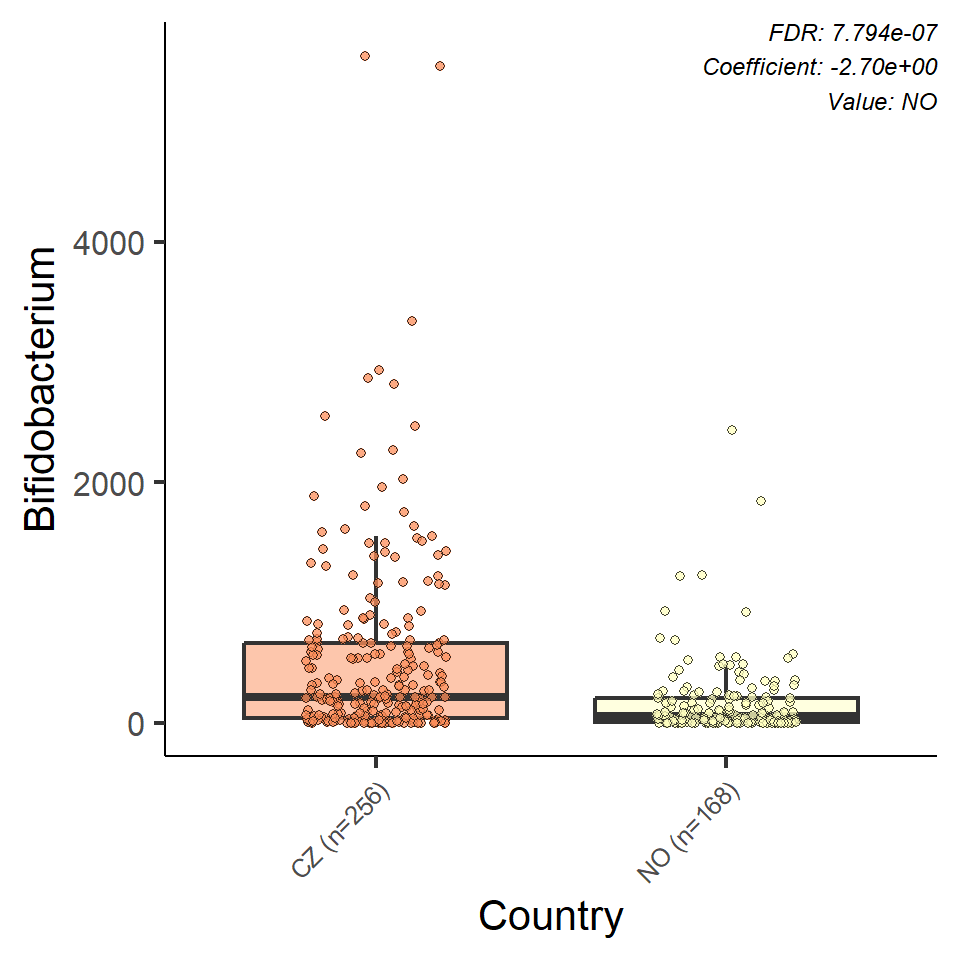 FDR: 7.794e-07
Coefficient: -2.70e+00
Value: NO
Bifidobacterium
4000
2000
0
CZ (n=256)
NO (n=168)
Country